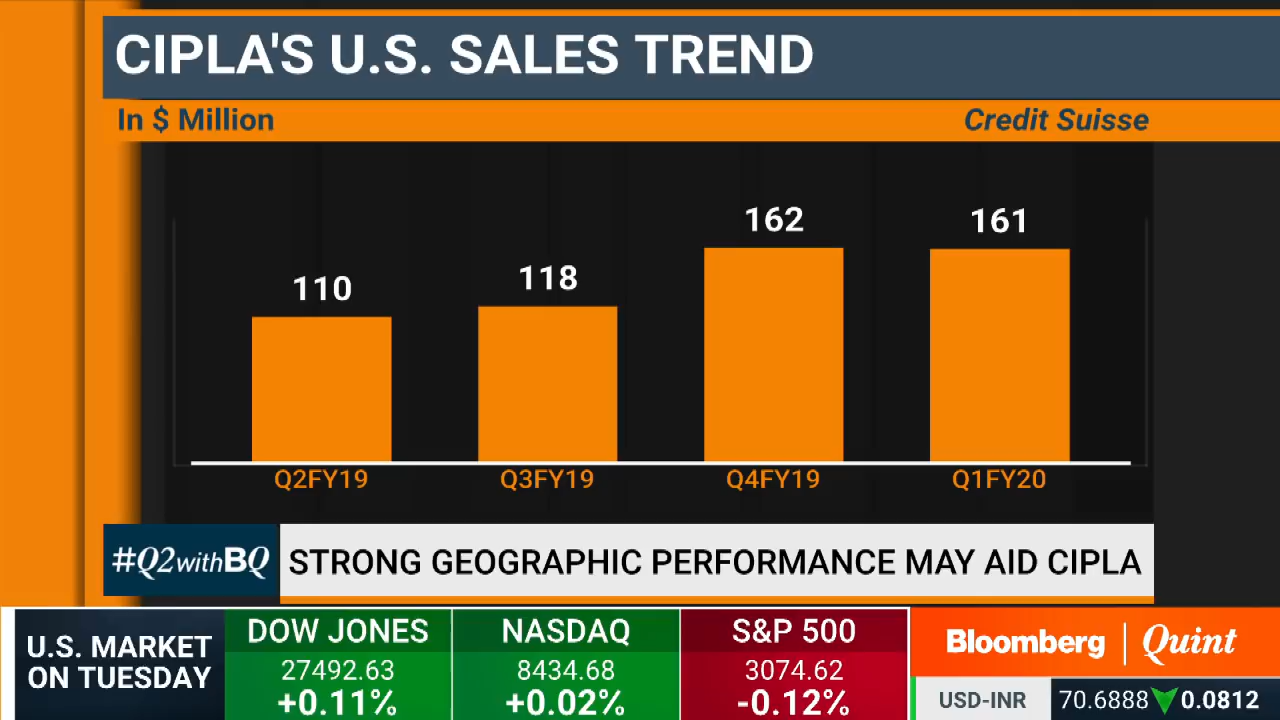 CIPLA'S U.S. SALES TREND
In $ Million
Credit Suisse
110
118
162
161
Q2FY19
Q3FY19
Q4FY19
Q1FY20
#Q2withBQ
STRONG GEOGRAPHIC PERFORMANCE MAY AID CIPLA
U.S. MARKET
ON TUESDAY
DOW JONES
27492.63
+0.11%
NASDAQ
8434.68
+0.02%
S&P 500
3074.62
-0.12%
Bloomberg | Quint
USD-INR
70.6888 0.0812